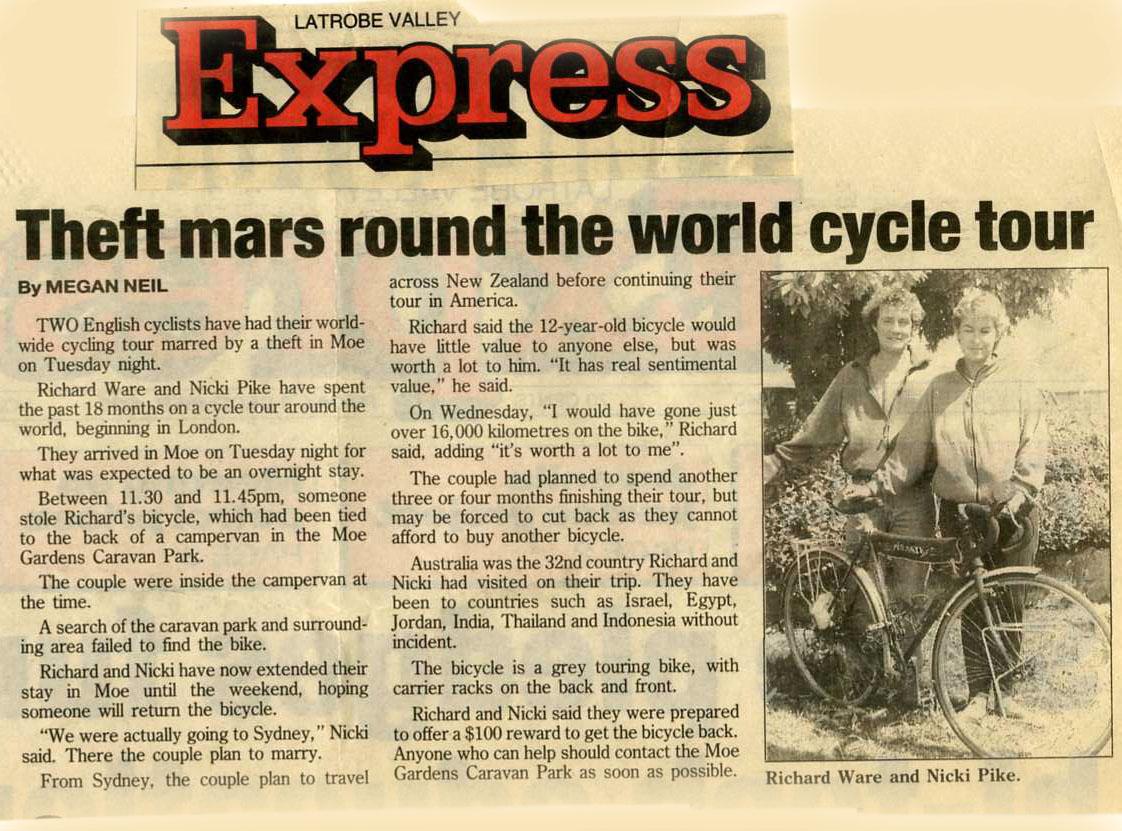 LATROBE VALLEY
Express
Theft mars round the world cycle tour
By MEGAN NEIL
TWO English cyclists have had their world-
wide cycling tour marred by a theft in Moe
on Tuesday night.
Richard Ware and Nicki Pike have spent
the past 18 months on a cycle tour around the
world, beginning in London.
They arrived in Moe on Tuesday night for
what was expected to be an overnight stay.
Between 11.30 and 11.45pm, someone
stole Richard's bicycle, which had been tied
to the back of a campervan in the Moe
Gardens Caravan Park.
The couple were inside the campervan at
the time.
A search of the caravan park and surround-
ing area failed to find the bike.
Richard and Nicki have now extended their
stay in Moe until the weekend, hoping
someone will return the bicycle.
“We were actually going to Sydney,” Nicki
said. There the couple plan to marry.
From Sydney, the couple plan to travel
across New Zealand before continuing their
tour in America.
Richard said the 12-year-old bicycle would
have little value to anyone else, but was
worth a lot to him. “It has real sentimental
value,” he said.
On Wednesday, “I would have gone just
over 16,000 kilometres on the bike,” Richard
said, adding “it's worth a lot to me”.
The couple had planned to spend another
three or four months finishing their tour, but
may be forced to cut back as they cannot
afford to buy another bicycle.
Australia was the 32nd country Richard and
Nicki had visited on their trip. They have
been to countries such as Israel, Egypt,
Jordan, India, Thailand and Indonesia without
incident.
The bicycle is a grey touring bike, with
carrier racks on the back and front.
Richard and Nicki said they were prepared
to offer a $100 reward to get the bicycle back.
Anyone who can help should contact the Moe
Gardens Caravan Park as soon as possible.
Richard Ware and Nicki Pike.